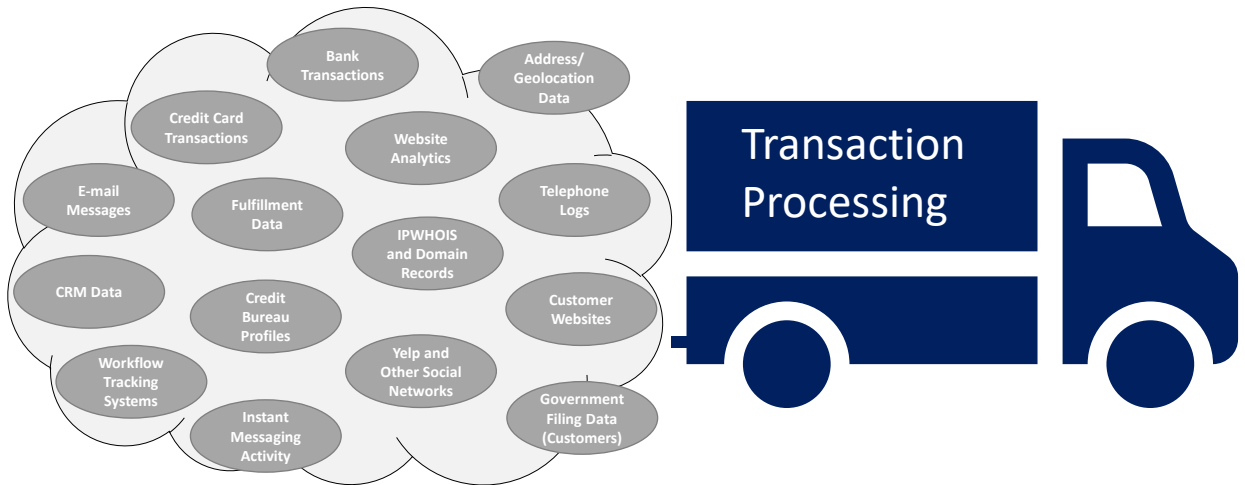 Bank
Transactions
Address/
Geolocation
Data
Credit Card
Transactions
Website
Analytics
E-mail
Messages
Fulfillment
Data
Telephone
Logs
IPWHOIS
and Domain
Records
CRM Data
Credit
Bureau
Profiles
Customer
Websites
Workflow
Tracking
Systems
Yelp and
Other Social
Networks
Instant
Messaging
Activity
Government
Filing Data
(Customers)
Transaction
Processing